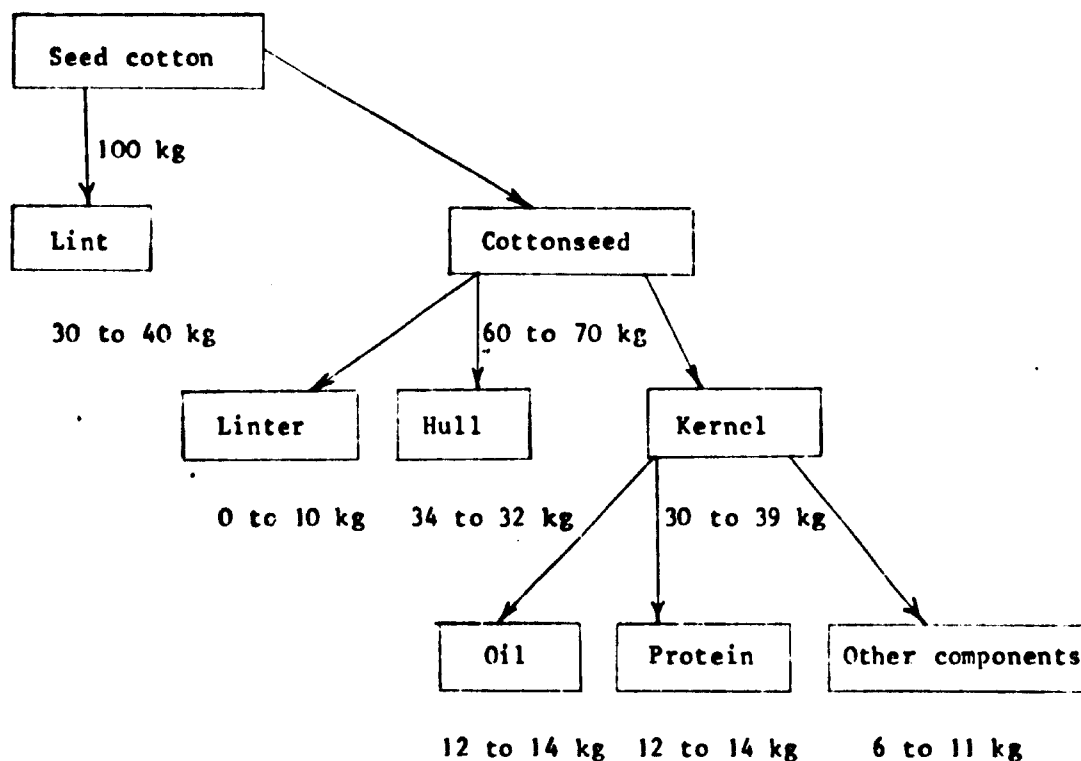 Seed cotton
100 kg
Lint
Cottonseed
30 to 40 kg
60 to 70 kg
Linter
Hull
Kernel
0 to 10 kg
34 to 32 kg
30 to 39 kg
Oil
Protein
Other components
12 to 14 kg
12 to 14 kg
6 to 11 kg